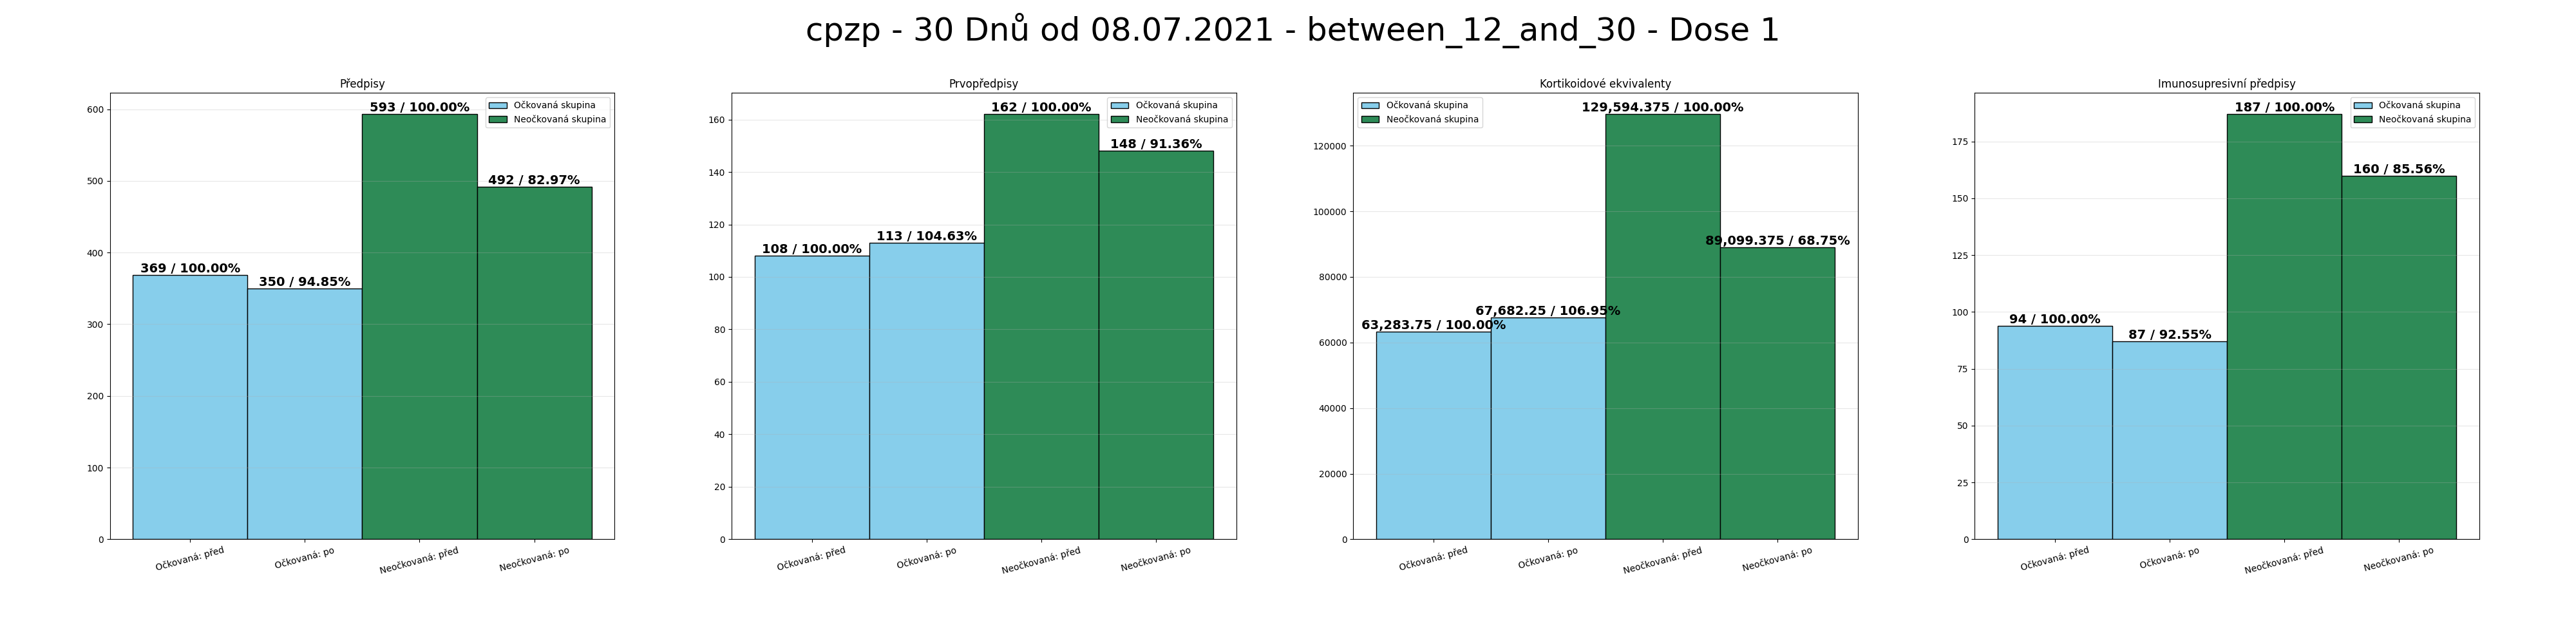 cpzp - 30 Dnů od 08.07.2021 - between_12_and_30 - Dose 1
Předpisy
600
500
400
300
200
100
0
369 / 100.00%
350 / 94.85%
593 / 100.00%
492 / 82.97%
Očkovaná skupina
Neočkovaná skupina
Očkovaná: před
Očkovaná: po
Neočkovaná: před
Neočkovaná: po
Prvopředpisy
160
140
120
100
80
60
40
20
0
108 / 100.00%
113 / 104.63%
162 / 100.00%
148 / 91.36%
Očkovaná skupina
Neočkovaná skupina
Očkovaná: před
Očkovaná: po
Neočkovaná: před
Neočkovaná: po
Kortikoidové ekvivalenty
120000
100000
80000
60000
40000
20000
0
63,283.75 / 100.00%
67,682.25 / 106.95%
129,594.375 / 100.00%
89,099.375 / 68.75%
Očkovaná skupina
Neočkovaná skupina
Očkovaná: před
Očkovaná: po
Neočkovaná: před
Neočkovaná: po
Imunosupresivní předpisy
175
150
125
100
75
50
25
0
94 / 100.00%
87 / 92.55%
187 / 100.00%
160 / 85.56%
Očkovaná skupina
Neočkovaná skupina
Očkovaná: před
Očkovaná: po
Neočkovaná: před
Neočkovaná: po